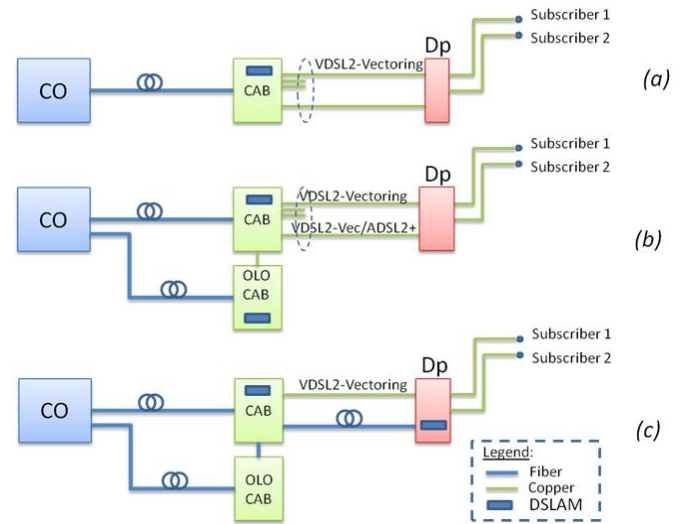 Subscriber 1
Dp
VDSL2-Vectoring
Subscriber 2
CO
CAB
(a)
Subscriber 1
Dp
Subscriber 2
VDSL2-Vectoring
CO
CAB
VDSL2-Vec/ADSL2+
(b)
OLO
CAB
Subscriber 1
Dp
Subscriber 2
VDSL2-Vectoring
CO
CAB
(c)
Legend:
Fiber
OLO
CAB
Copper
DSLAM